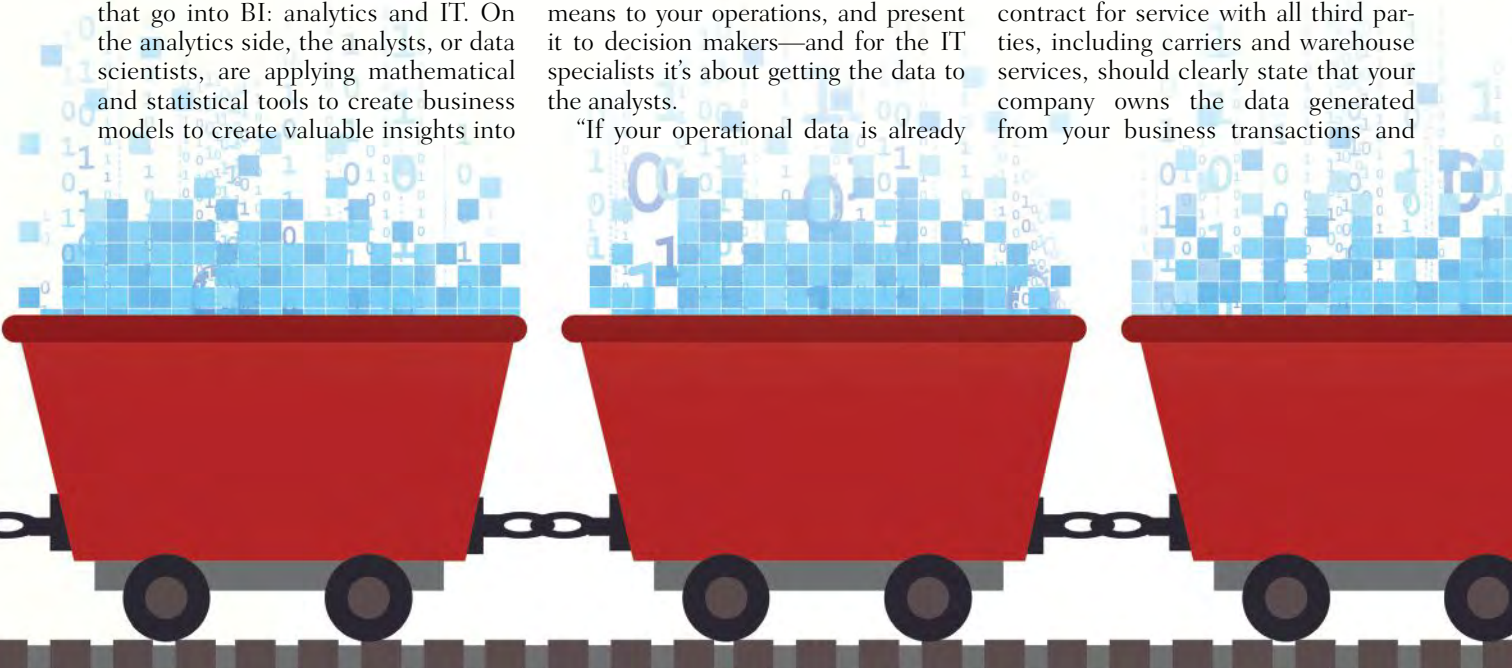 that go into BI: analytics and IT. On
the analytics side, the analysts, or data
scientists, are applying mathematical
and statistical tools to create business
models to create valuable insights into
means to your operations, and present
it to decision makers—and for the IT
specialists it’s about getting the data to
the analysts.
“If your operational data is already
contract for service with all third par-
ties, including carriers and warehouse
services, should clearly state that your
company owns the data generated
from your business transactions and